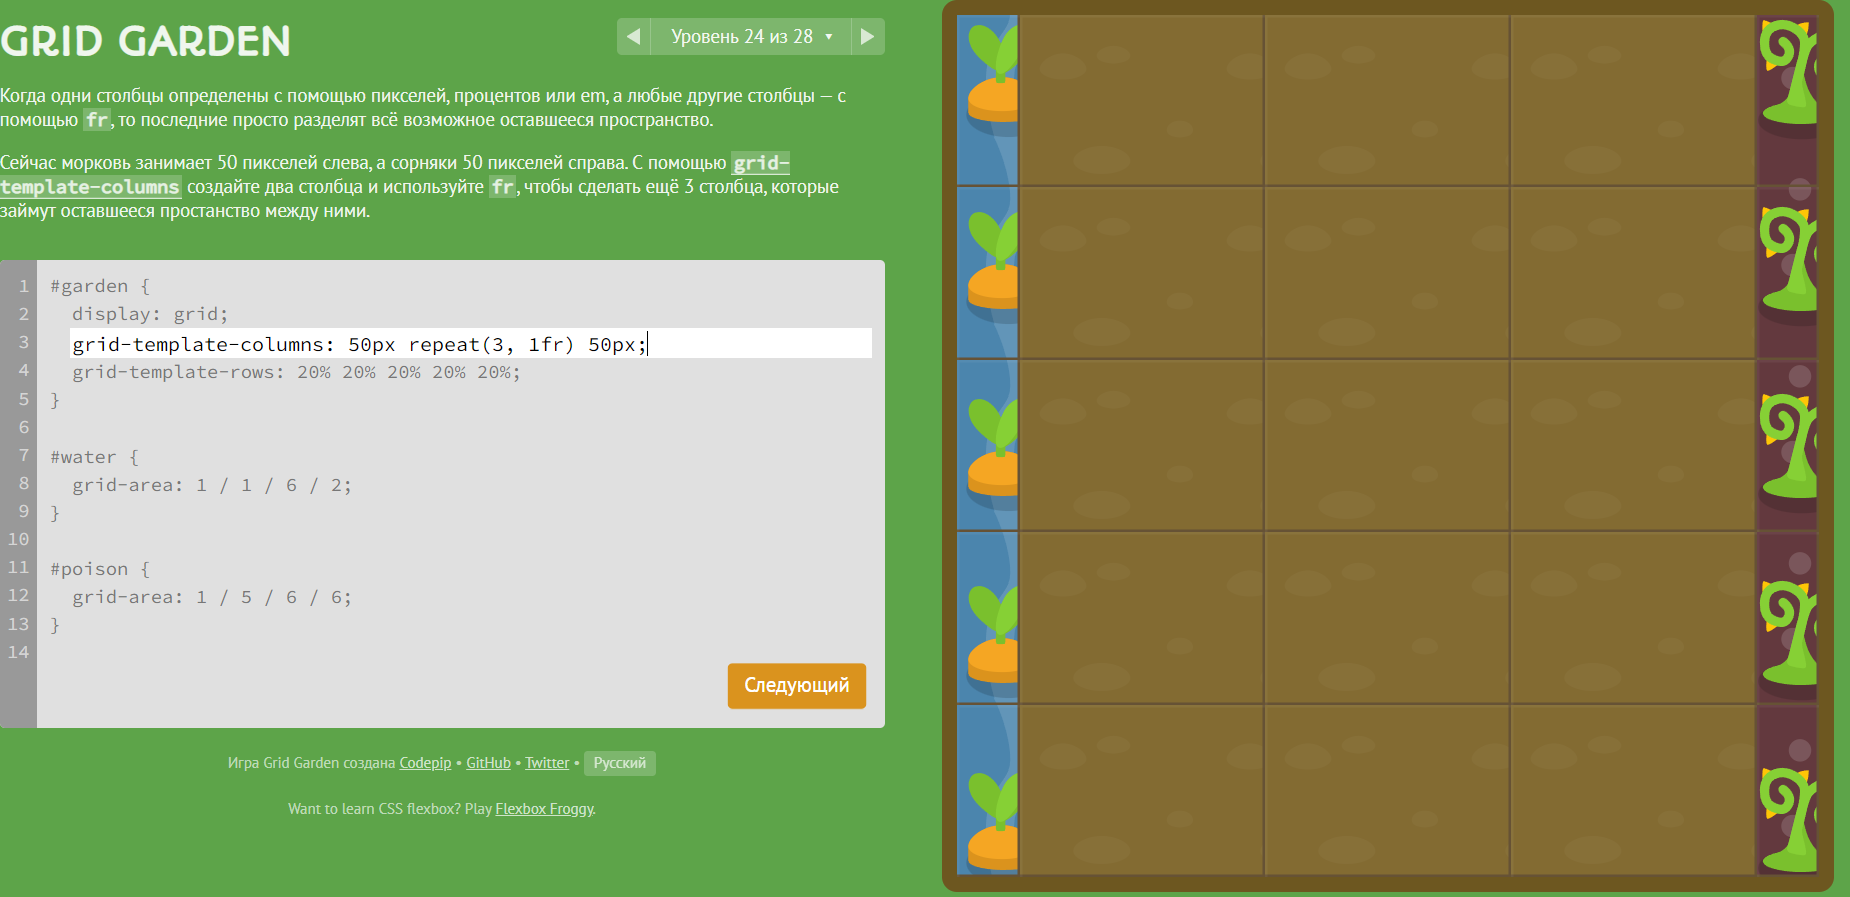 GRID GARDEN
◀ Уровень 24 из 28 ▼ ▶
Когда одни столбцы определены с помощью пикселей, процентов или em, а любые другие столбцы — с
помощью fr, то последние просто разделят всё возможное оставшееся пространство.
Сейчас морковь занимает 50 пикселей слева, а сорняки 50 пикселей справа. С помощью grid-
template-columns создайте два столбца и используйте fr, чтобы сделать ещё 3 столбца, которые
займут оставшееся простанство между ними.
1 #garden {
2 display: grid;
3 grid-template-columns: 50px repeat(3, 1fr) 50px;
4 grid-template-rows: 20% 20% 20% 20% 20%;
5 }
6
7 #water {
8 grid-area: 1 / 1 / 6 / 2;
9 }
10
11 #poison {
12 grid-area: 1 / 5 / 6 / 6;
13 }
14
Следующий
Игра Grid Garden создана Codepip • GitHub • Twitter • Русский
Want to learn CSS flexbox? Play Flexbox Froggy.